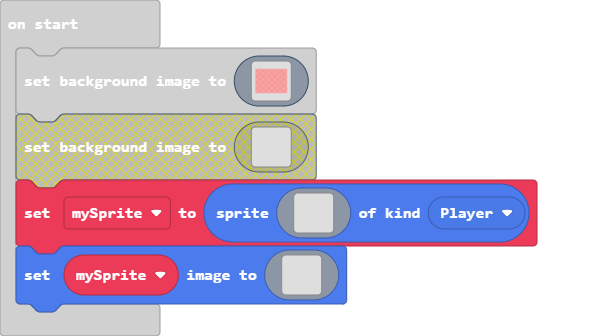 on start
set background image to
set background image to
set mySprite to sprite of kind Player
set mySprite image to